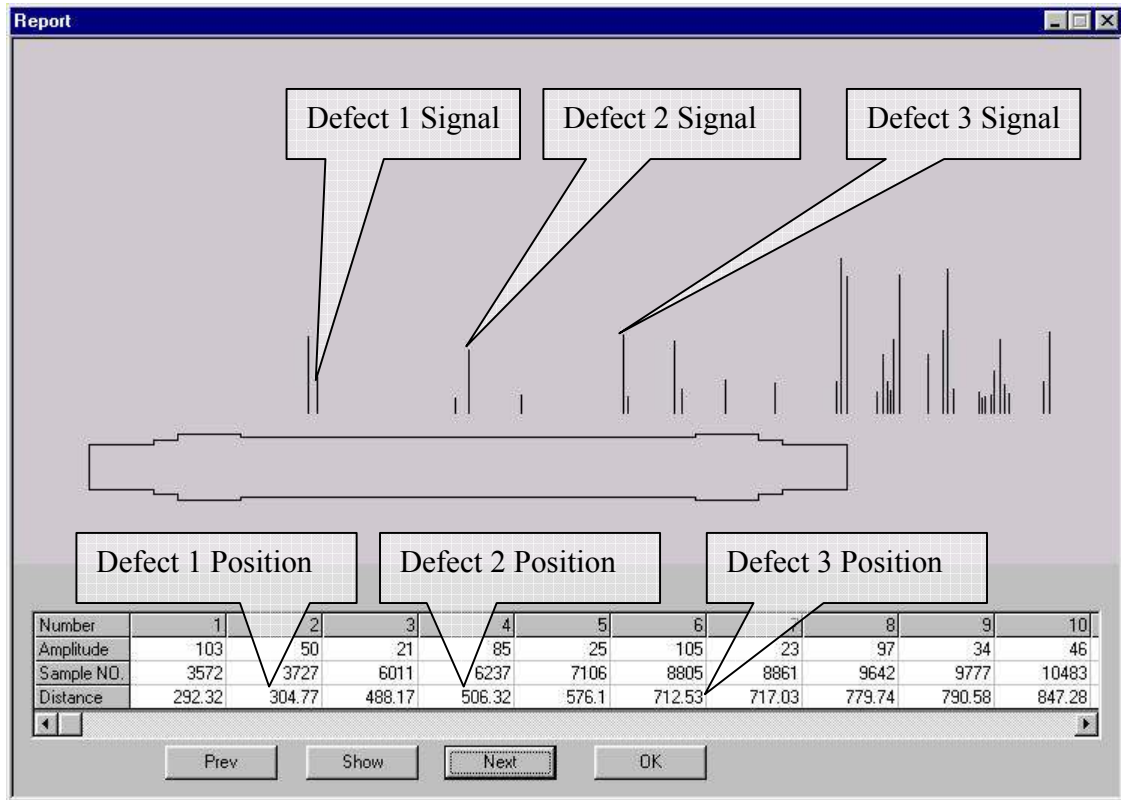 Report
Defect 1 Signal
Defect 2 Signal
Defect 3 Signal
Defect 1 Position
Defect 2 Position
Defect 3 Position
Number 1 2 3 4 5 6 7 8 9 10
Amplitude 103 50 21 85 25 105 23 97 34 46
Sample NO. 3572 3727 6011 6237 7106 8805 8861 9642 9777 10483
Distance 292.32 304.77 488.17 506.32 576.1 712.53 717.03 779.74 790.58 847.28
Prev
Show
Next
OK